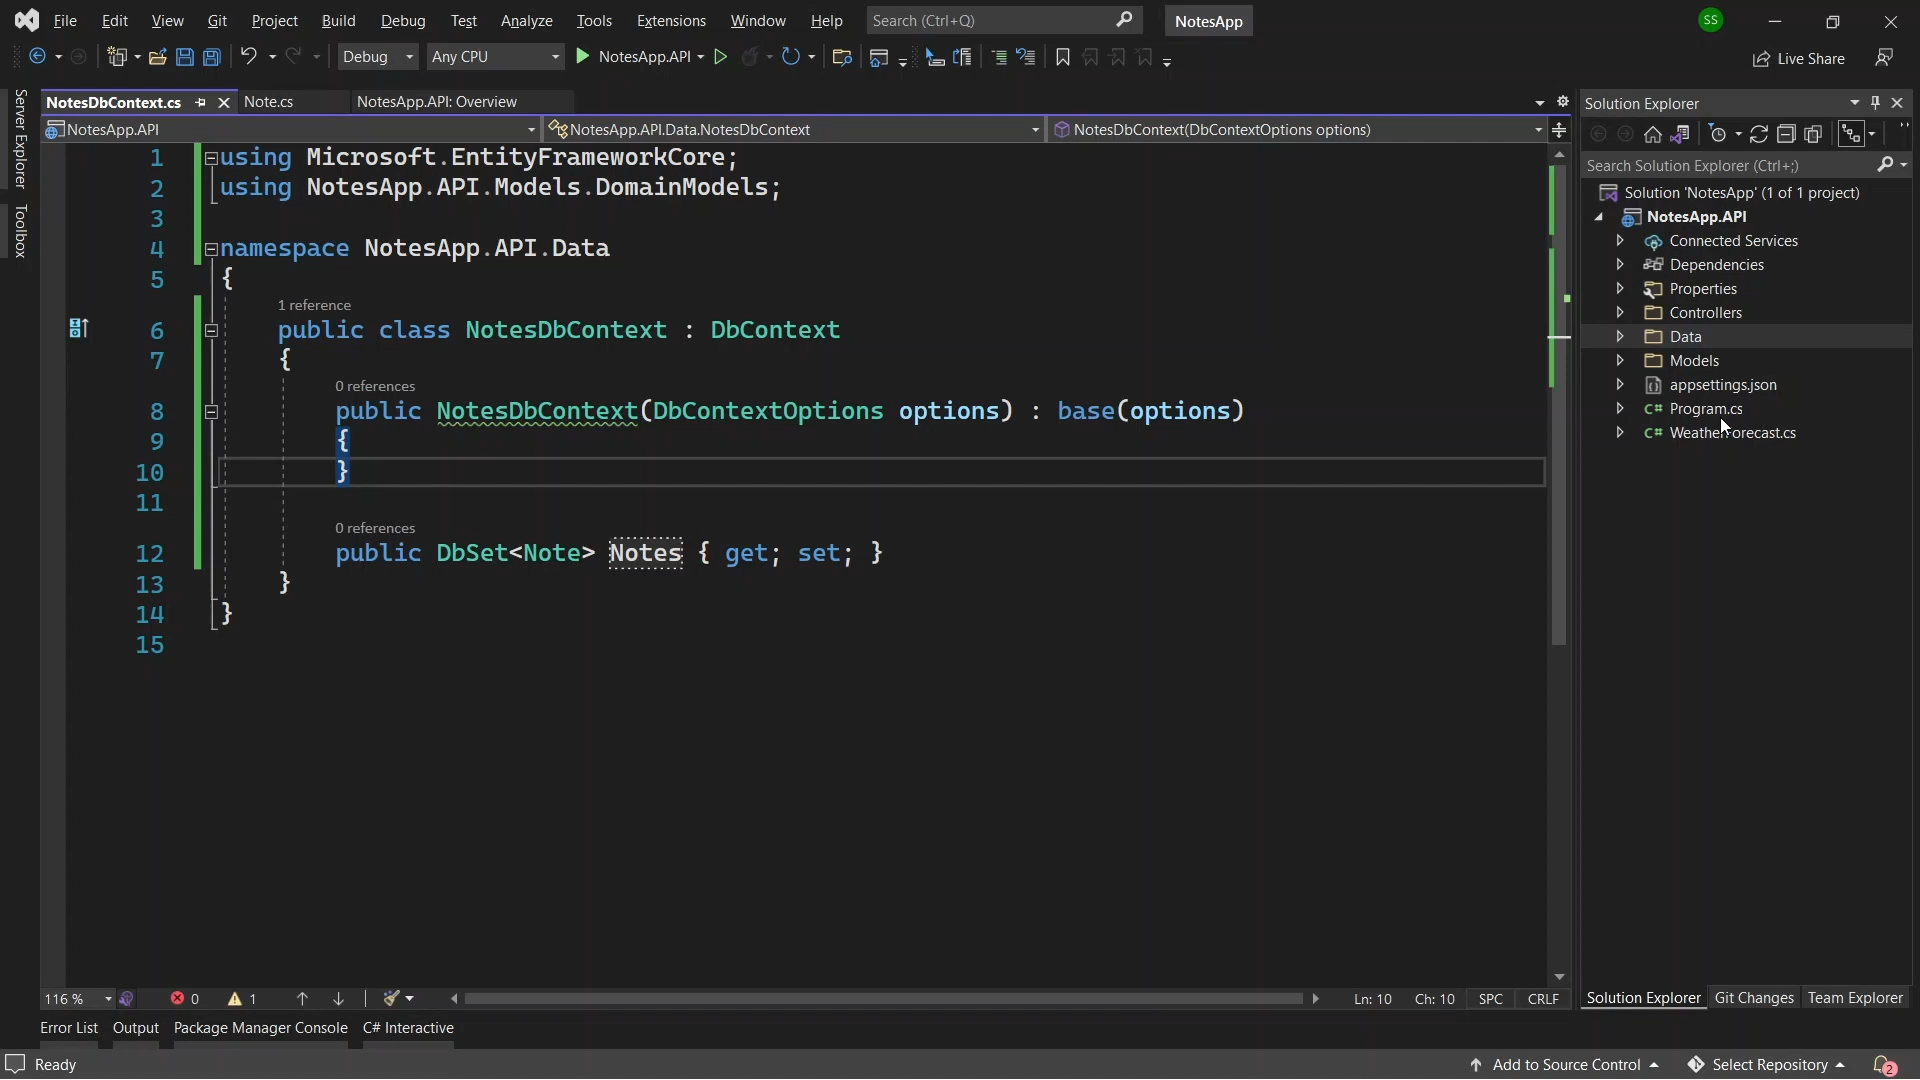 File Edit View Git Project Build Debug Test Analyze Tools Extensions Window Help Search (Ctrl+Q) NotesApp SS
Debug Any CPU NotesApp.API Live Share
Server Explorer
Toolbox
NotesDbContext.cs Note.cs NotesApp.API: Overview
NotesApp.API NotesApp.API.Data.NotesDbContext NotesDbContext(DbContextOptions options)
1 using Microsoft.EntityFrameworkCore;
2 using NotesApp.API.Models.DomainModels;
3
4 namespace NotesApp.API.Data
5 {
1 reference
6 public class NotesDbContext : DbContext
7 {
0 references
8 public NotesDbContext(DbContextOptions options) : base(options)
9 {
10 }
11
0 references
12 public DbSet<Note> Notes { get; set; }
13 }
14 }
15
116 % 0 1 Ln: 10 Ch: 10 SPC CRLF
Error List Output Package Manager Console C# Interactive
Solution Explorer
Search Solution Explorer (Ctrl+;)
Solution 'NotesApp' (1 of 1 project)
NotesApp.API
Connected Services
Dependencies
Properties
Controllers
Data
Models
appsettings.json
C# Program.cs
C# WeatherForecast.cs
Solution Explorer Git Changes Team Explorer
Ready Add to Source Control Select Repository 2